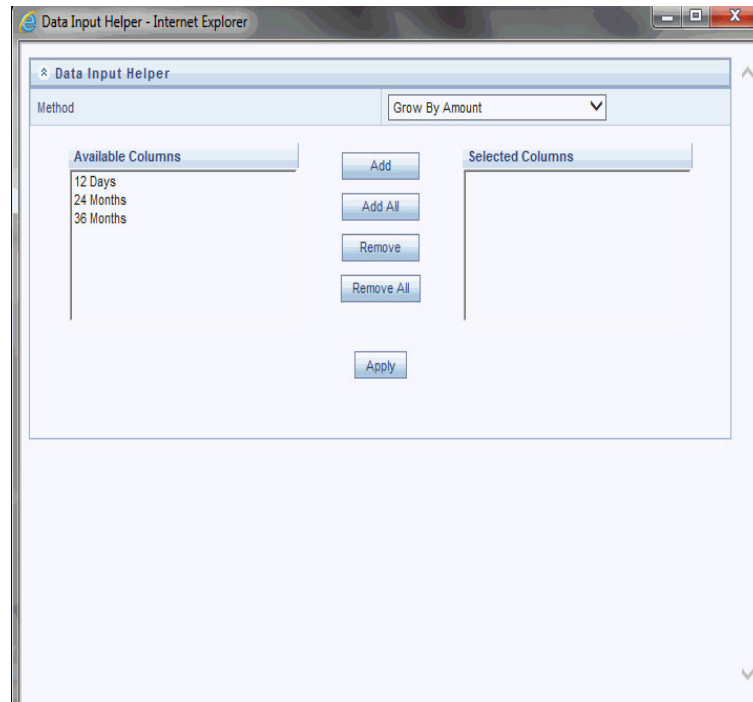 Data Input Helper - Internet Explorer
Data Input Helper
Method
Grow By Amount
Available Columns
12 Days
24 Months
36 Months
Add
Add All
Remove
Remove All
Selected Columns
Apply